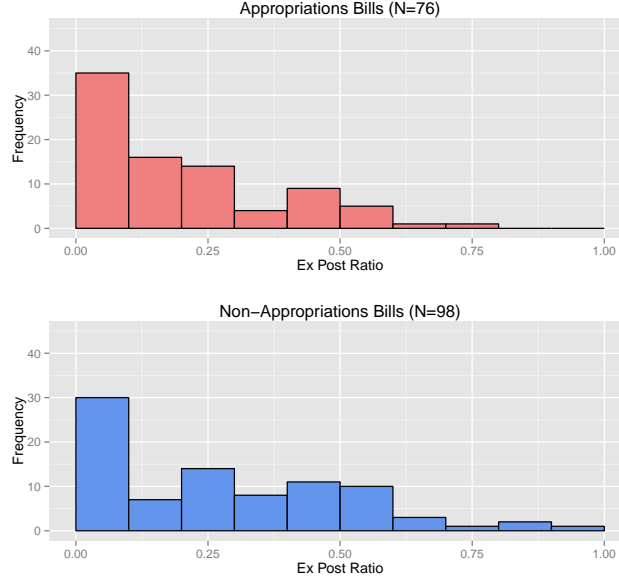 Appropriations Bills (N=76)
40
30
20
10
0
Frequency
0.00 0.25 0.50 0.75 1.00
Ex Post Ratio
Non−Appropriations Bills (N=98)
40
30
20
10
0
Frequency
0.00 0.25 0.50 0.75 1.00
Ex Post Ratio